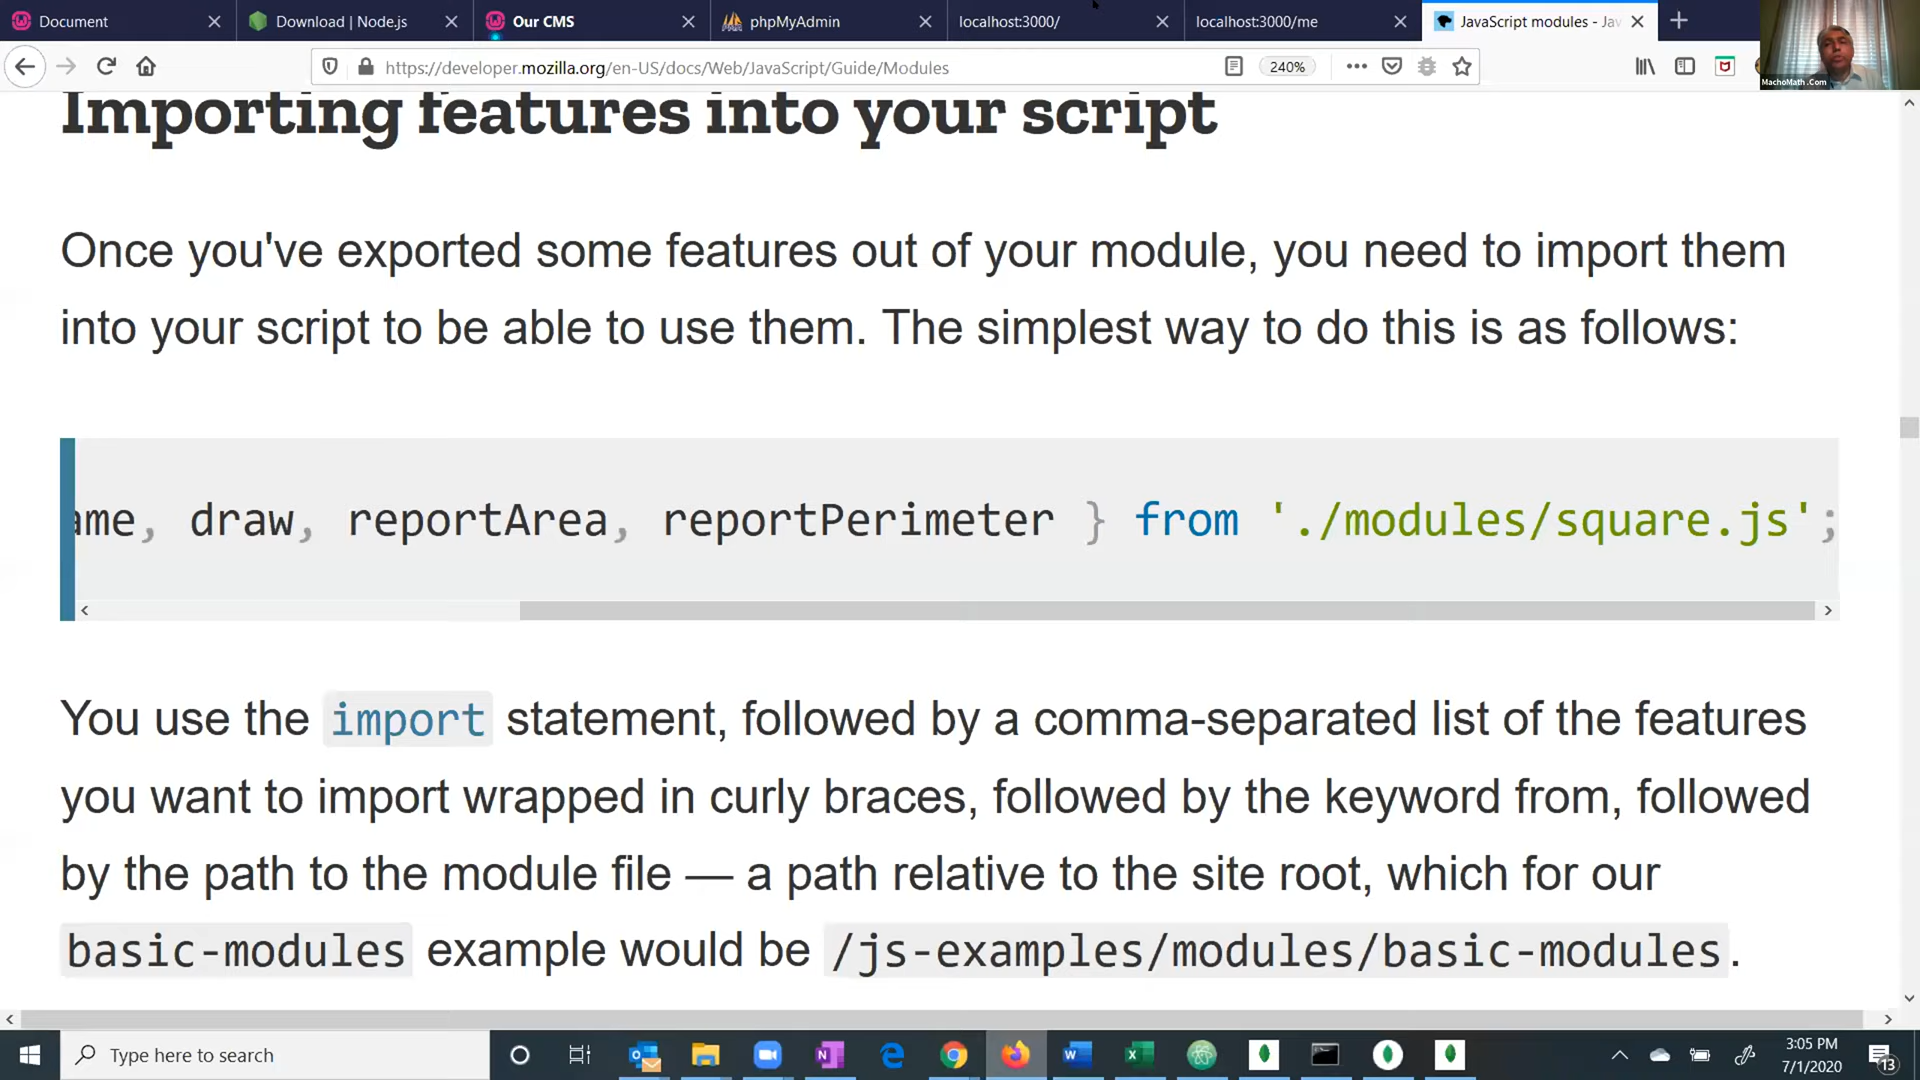 Document
Download | Node.js
Our CMS
phpMyAdmin
localhost:3000/
localhost:3000/me
JavaScript modules - Jav
https://developer.mozilla.org/en-US/docs/Web/JavaScript/Guide/Modules
240%
MachoMath.Com
Importing features into your script
Once you've exported some features out of your module, you need to import them
into your script to be able to use them. The simplest way to do this is as follows:
ame, draw, reportArea, reportPerimeter } from './modules/square.js';
You use the import statement, followed by a comma-separated list of the features
you want to import wrapped in curly braces, followed by the keyword from, followed
by the path to the module file — a path relative to the site root, which for our
basic-modules example would be /js-examples/modules/basic-modules.
Type here to search
3:05 PM
7/1/2020
13